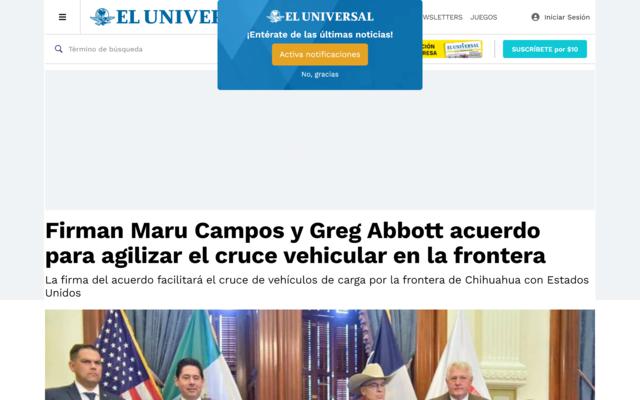 EL UNIVER
EL UNIVERSAL
¡Entérate de las últimas noticias!
Activa notificaciones
No, gracias
WSLETTERS
JUEGOS
Iniciar Sesión
Término de búsqueda
EL UNIVERSAL
SUSCRÍBETE por $10
Firman Maru Campos y Greg Abbott acuerdo
para agilizar el cruce vehicular en la frontera
La firma del acuerdo facilitará el cruce de vehículos de carga por la frontera de Chihuahua con Estados
Unidos